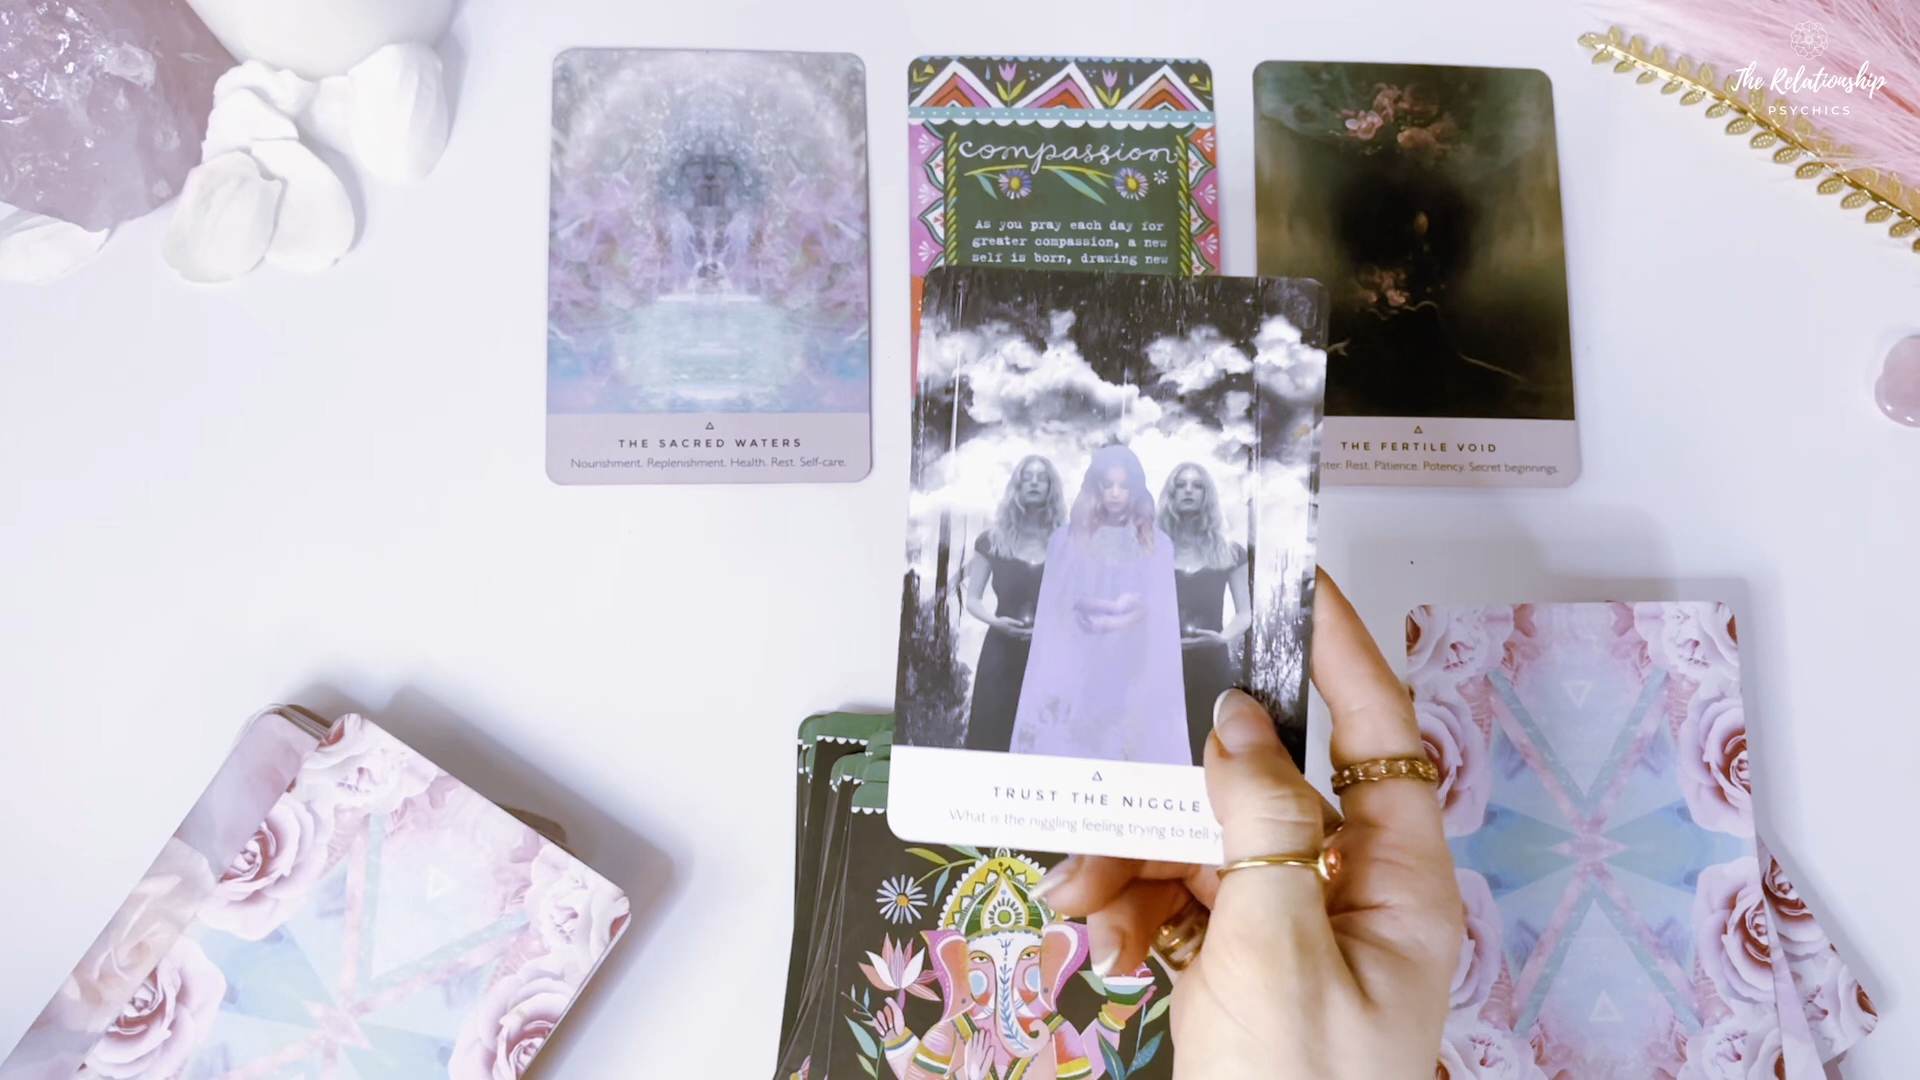 The Relationship
PSYCHICS
compassion
As you pray each day for
greater compassion, a new
self is born, drawing new
THE SACRED WATERS
Nourishment. Replenishment. Health. Rest. Self-care.
THE FERTILE VOID
Rest. Patience. Potency. Secret beginnings.
TRUST THE NIGGLE
What is the niggling feeling trying to tell